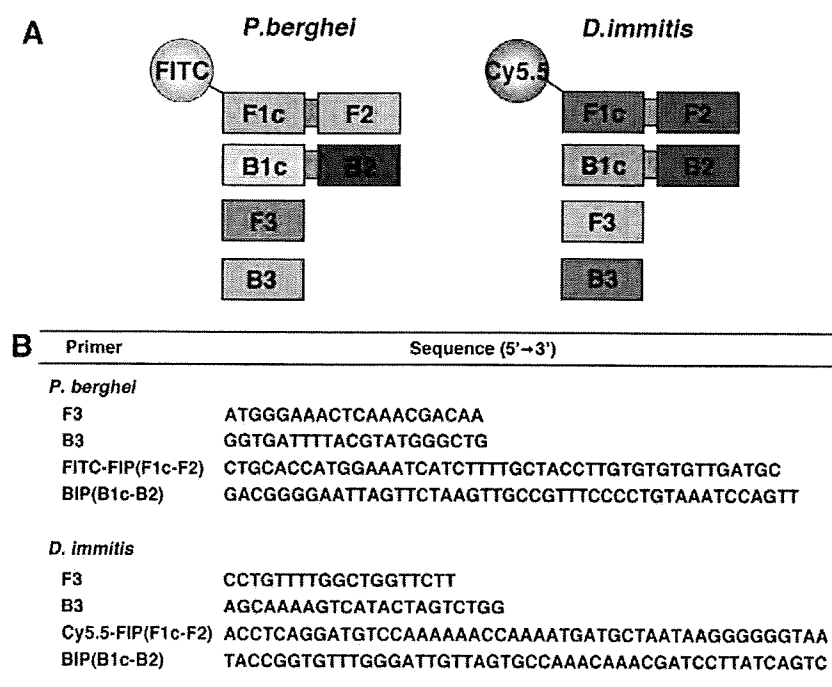 A
P.berghei
D.immitis
FITC
Cy5.5
F1c
F2
F1c
F2
B1c
B2
B1c
B2
F3
F3
B3
B3
B
Primer
Sequence (5'→3')
P. berghei
F3 ATGGGAAACTCAAACGACAA
B3 GGTGATTTTACGTATGGGCTG
FITC-FIP(F1c-F2) CTGCACCATGGAAATCATCTTTTGCTACCTTGTGTGTGTTGATGC
BIP(B1c-B2) GACGGGGAATTAGTTCTAAGTTGCCGTTTCCCCTGTAAATCCAGTT
D. immitis
F3 CCTGTTTTGGCTGGTTCTT
B3 AGCAAAAGTCATACTAGTCTGG
Cy5.5-FIP(F1c-F2) ACCTCAGGATGTCCAAAAAACCAAAATGATGCTAATAAGGGGGGTAA
BIP(B1c-B2) TACCGGTGTTTGGGATTGTTAGTGCCAAACAAACGATCCTTATCAGTC